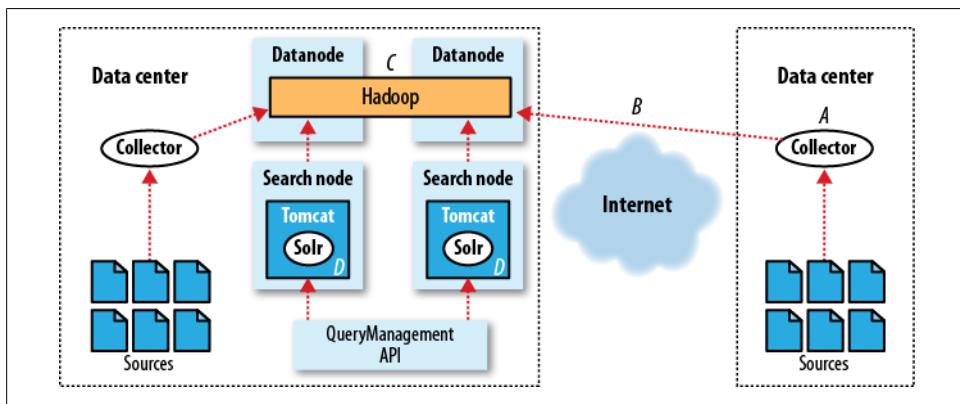 Data center
Datanode
C
Datanode
Hadoop
Collector
B
Data center
A
Collector
Search node
Tomcat
Solr
D
Search node
Tomcat
Solr
D
Internet
QueryManagement
API
Sources
Sources